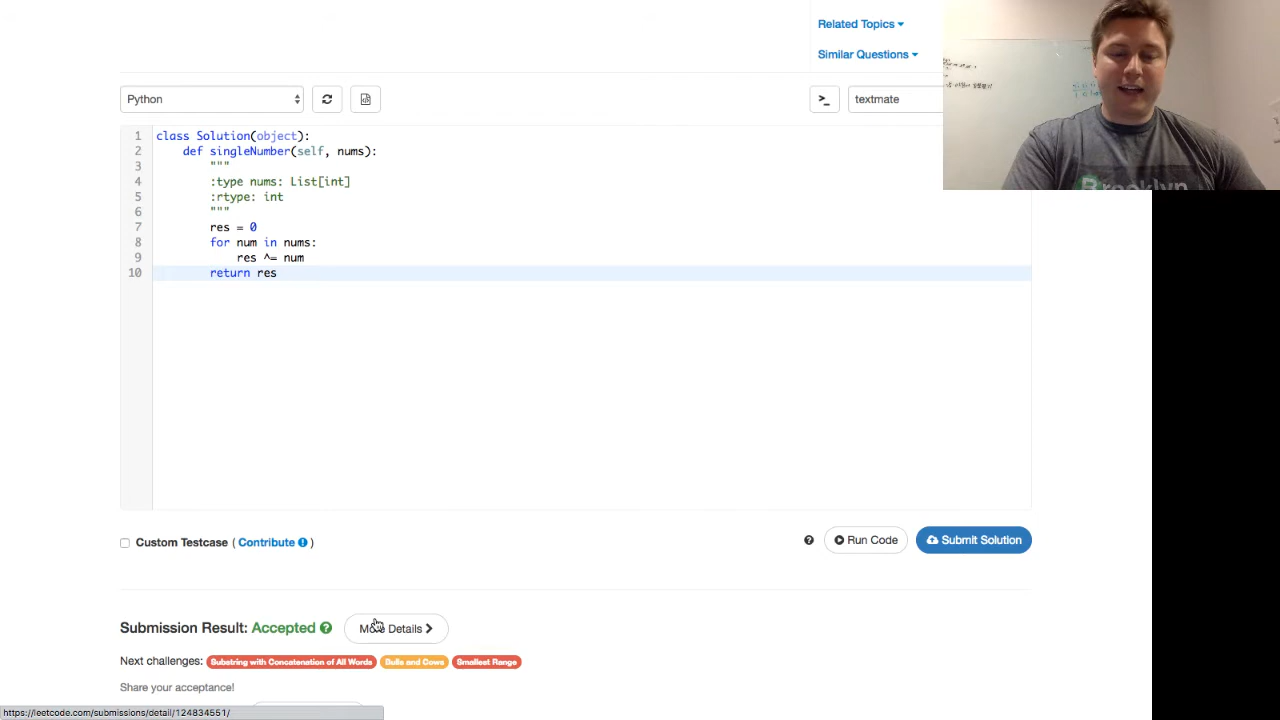 Related Topics
Similar Questions
Python
>_
textmate
1 class Solution(object):
2 def singleNumber(self, nums):
3 """
4 :type nums: List[int]
5 :rtype: int
6 """
7 res = 0
8 for num in nums:
9 res ^= num
10 return res
Brooklyn
Custom Testcase ( Contribute )
Run Code
Submit Solution
Submission Result: Accepted
More Details
Next challenges: Substring with Concatenation of All Words Bulls and Cows Smallest Range
Share your acceptance!
https://leetcode.com/submissions/detail/124834551/